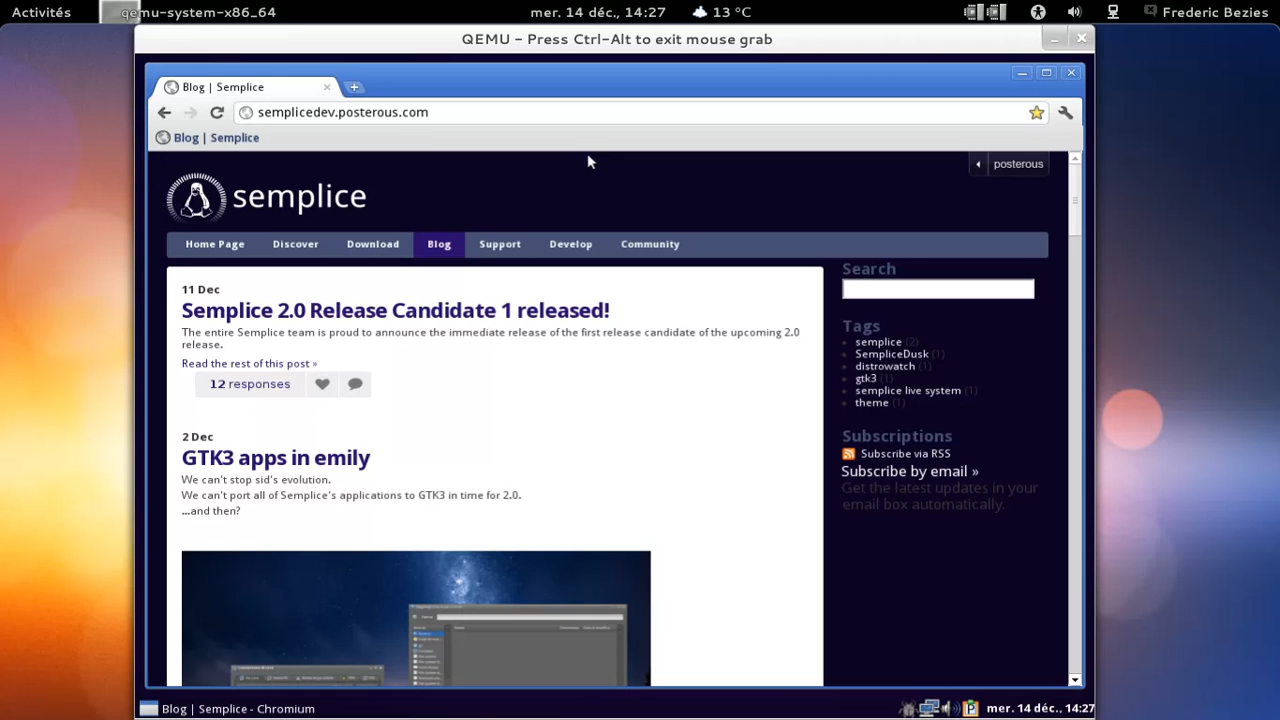 Activités
qemu-system-x86_64
mer. 14 déc., 14:27
13 °C
Frederic Bezies
QEMU - Press Ctrl-Alt to exit mouse grab
Blog | Semplice
semplicedev.posterous.com
Blog | Semplice
posterous
semplice
Home Page Discover Download Blog Support Develop Community
11 Dec
Semplice 2.0 Release Candidate 1 released!
The entire Semplice team is proud to announce the immediate release of the first release candidate of the upcoming 2.0
release.
Read the rest of this post »
12 responses
2 Dec
GTK3 apps in emily
We can't stop sid's evolution.
We can't port all of Semplice's applications to GTK3 in time for 2.0.
...and then?
Search
Tags
semplice (2)
SempliceDusk (1)
distrowatch (1)
gtk3 (1)
semplice live system (1)
theme (1)
Subscriptions
Subscribe via RSS
Subscribe by email »
Get the latest updates in your
email box automatically.
Blog | Semplice - Chromium
mer. 14 déc., 14:27